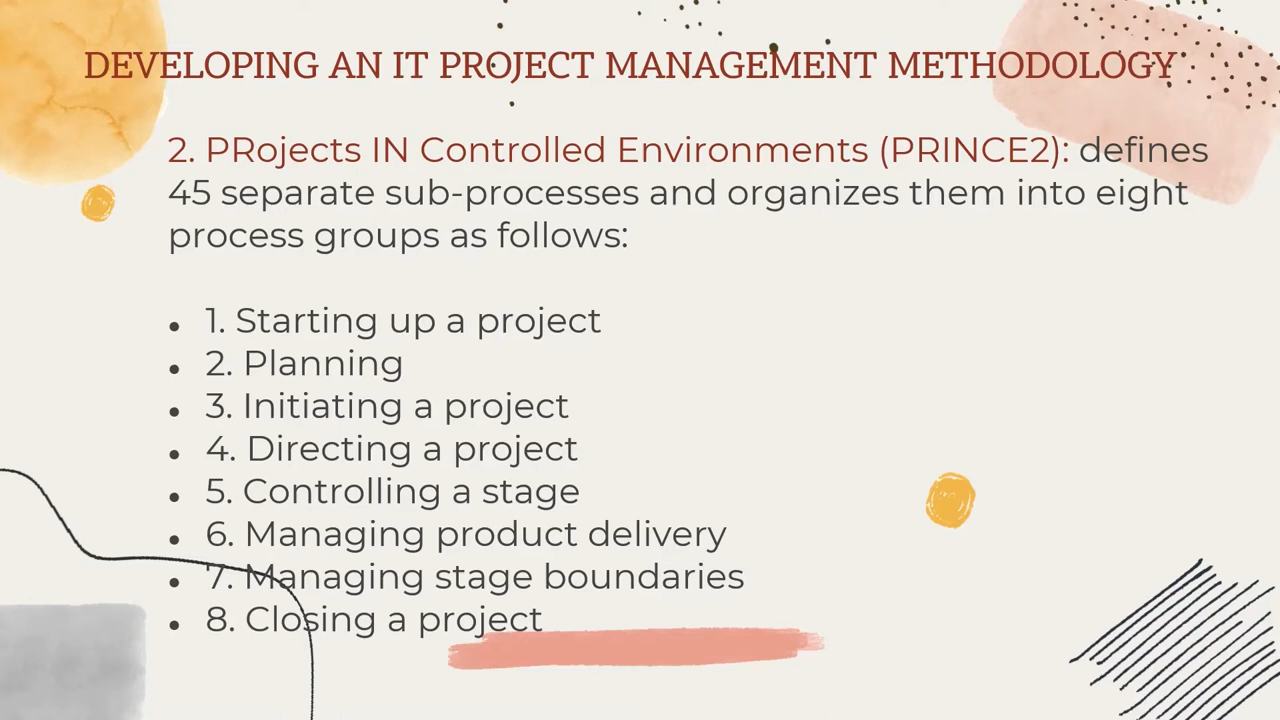 DEVELOPING AN IT PROJECT MANAGEMENT METHODOLOGY
2. PRojects IN Controlled Environments (PRINCE2): defines
45 separate sub-processes and organizes them into eight
process groups as follows:
• 1. Starting up a project
• 2. Planning
• 3. Initiating a project
• 4. Directing a project
• 5. Controlling a stage
• 6. Managing product delivery
• 7. Managing stage boundaries
• 8. Closing a project